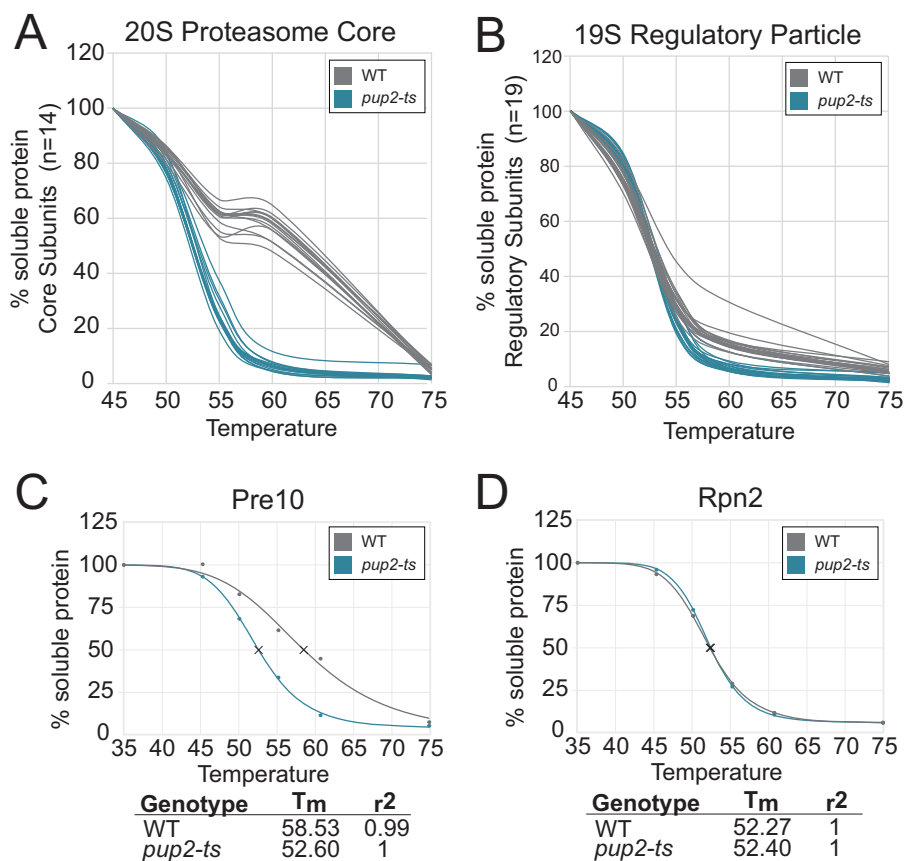 A
20S Proteasome Core
% soluble protein
Core Subunits (n=14)
120
100
80
60
40
20
0
45 50 55 60 65 70 75
Temperature
WT
pup2-ts
B
19S Regulatory Particle
% soluble protein
Regulatory Subunits (n=19)
120
100
80
60
40
20
0
45 50 55 60 65 70 75
Temperature
WT
pup2-ts
C
Pre10
% soluble protein
125
100
75
50
25
0
35 40 45 50 55 60 65 70 75
Temperature
WT
pup2-ts
Genotype Tm r2
WT 58.53 0.99
pup2-ts 52.60 1
D
Rpn2
% soluble protein
125
100
75
50
25
0
35 40 45 50 55 60 65 70 75
Temperature
WT
pup2-ts
Genotype Tm r2
WT 52.27 1
pup2-ts 52.40 1